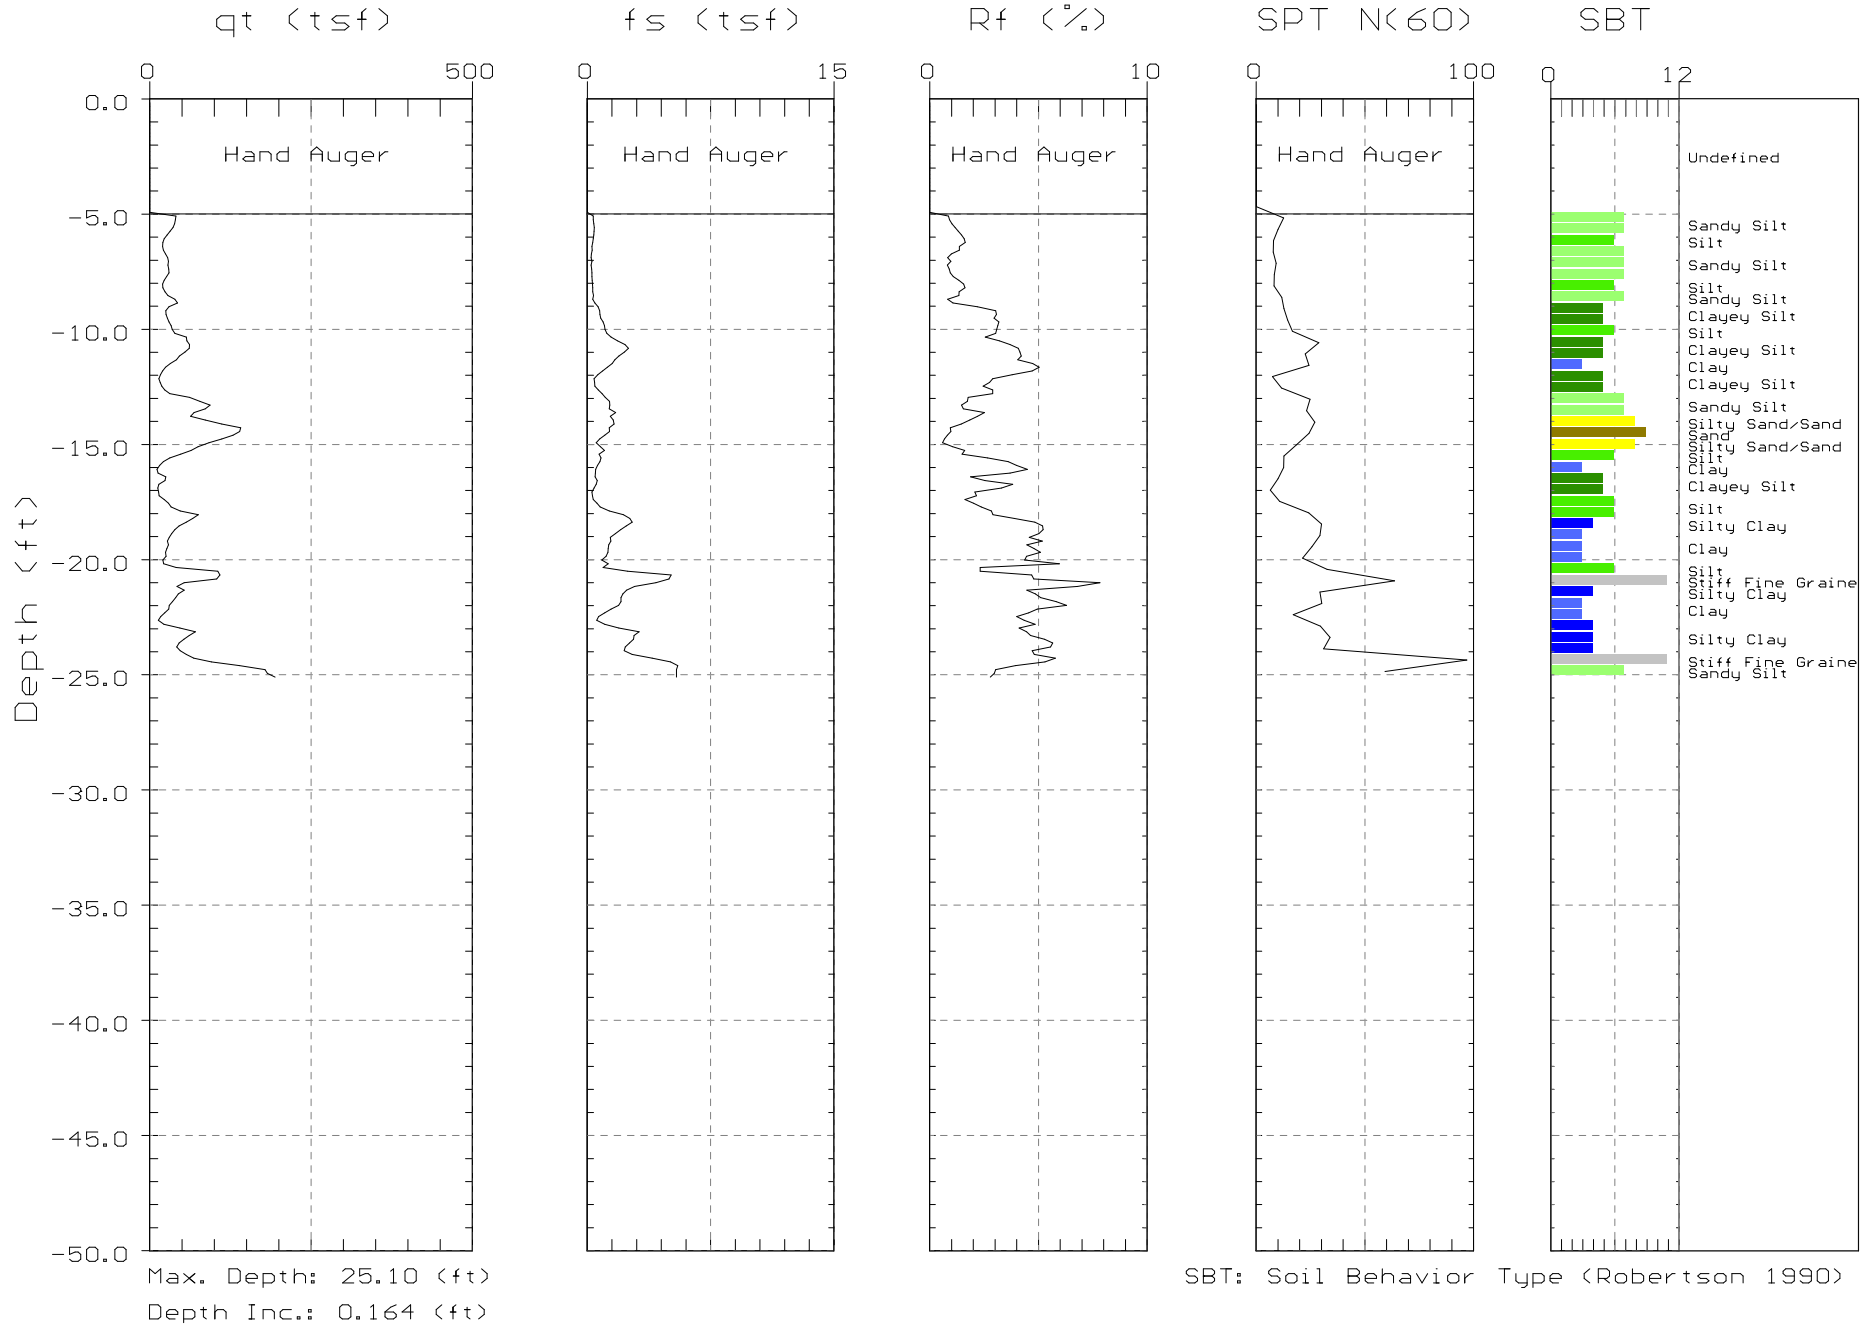 qt (tsf) fs (tsf) Rf (%) SPT N(60) SBT
0 500 0 15 0 10 0 100 0 12
0.0
Hand Auger Hand Auger Hand Auger Hand Auger
Undefined
-5.0
Sandy Silt
Silt
Sandy Silt
Silt
Sandy Silt
Clayey Silt
-10.0
Silt
Clayey Silt
Clay
Clayey Silt
Sandy Silt
Silty Sand/Sand
Sand
-15.0
Silty Sand/Sand
Silt
Clay
Clayey Silt
Silt
Silty Clay
Clay
-20.0
Silt
Stiff Fine Graine
Silty Clay
Clay
Silty Clay
Stiff Fine Graine
-25.0
Sandy Silt
Depth (ft)
-30.0
-35.0
-40.0
-45.0
-50.0
Max. Depth: 25.10 (ft)
SBT: Soil Behavior Type (Robertson 1990)
Depth Inc.: 0.164 (ft)